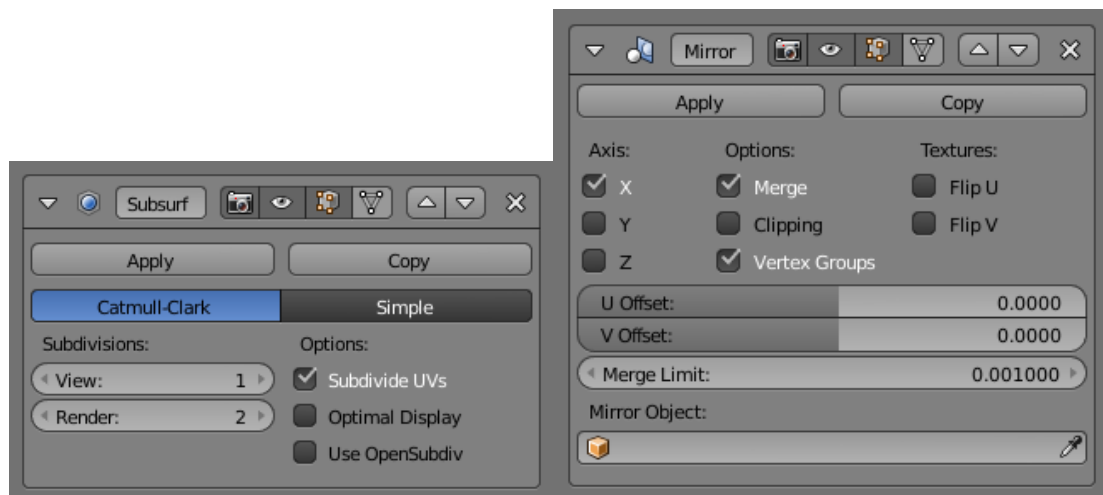 Subsurf
Apply Copy
Catmull-Clark Simple
Subdivisions: Options:
View: 1 Subdivide UVs
Render: 2 Optimal Display
Use OpenSubdiv
Mirror
Apply Copy
Axis: Options: Textures:
X Merge Flip U
Y Clipping Flip V
Z Vertex Groups
U Offset: 0.0000
V Offset: 0.0000
Merge Limit: 0.001000
Mirror Object: